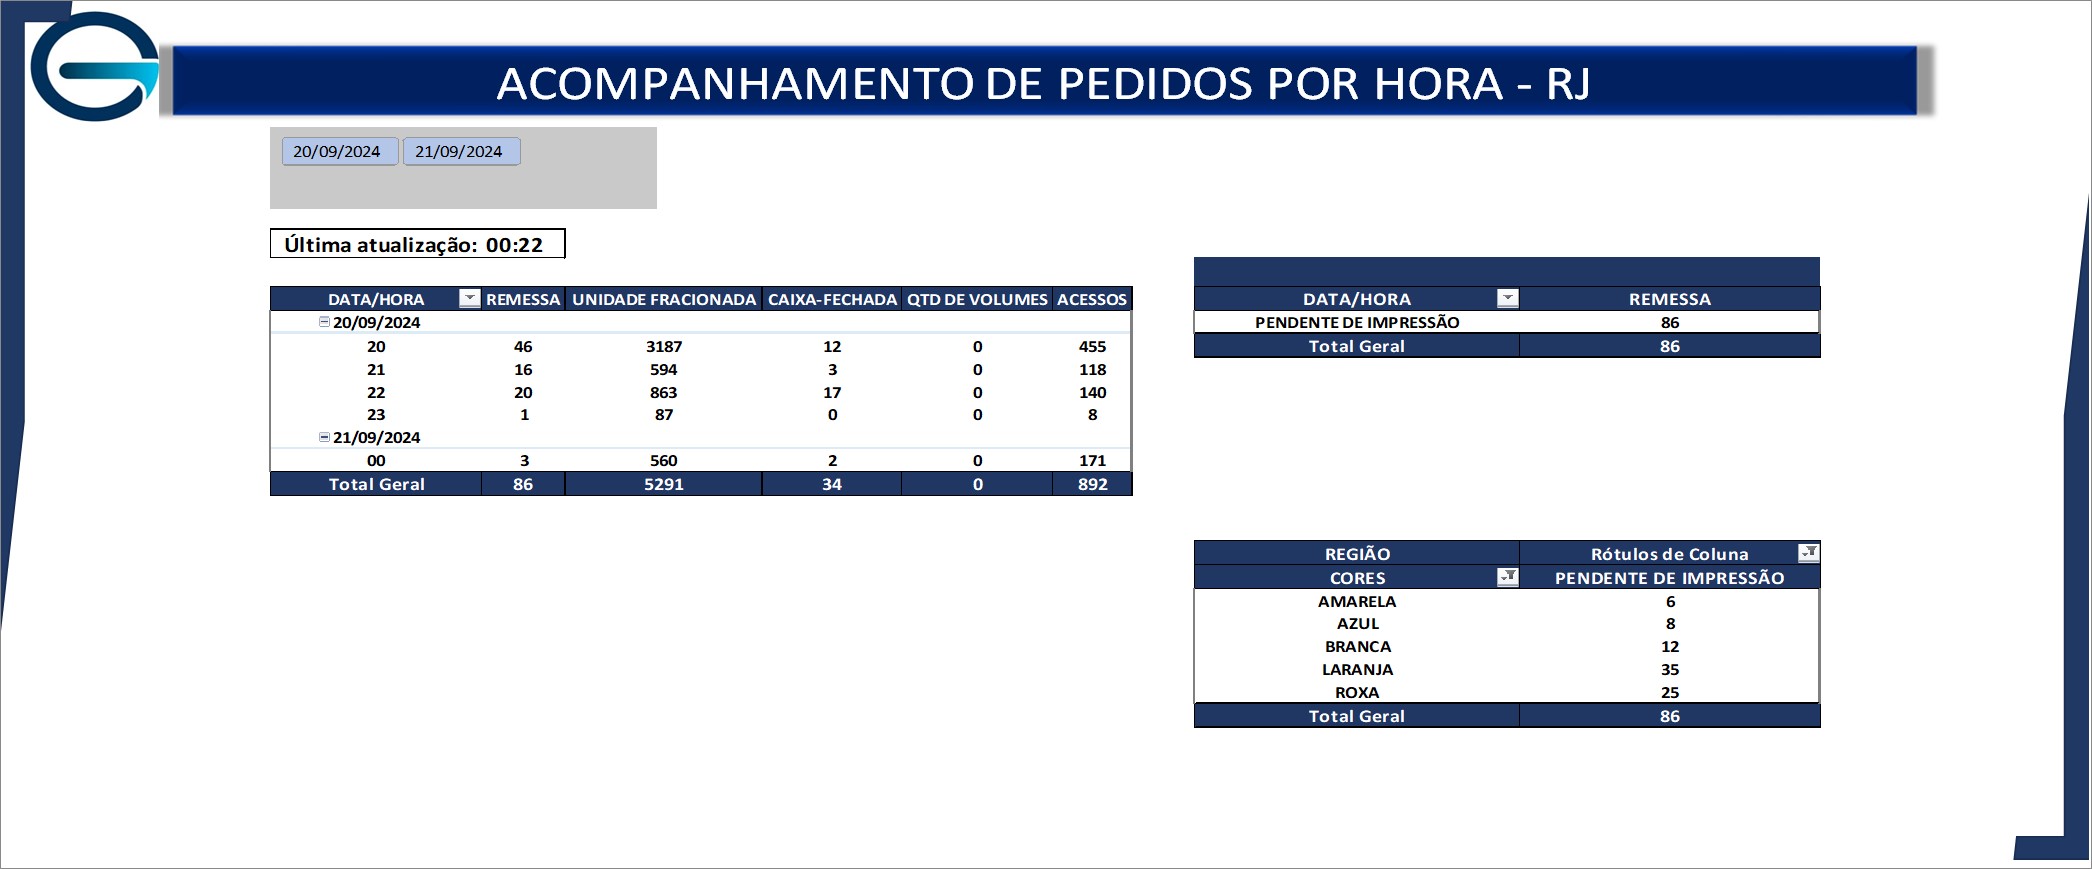 ACOMPANHAMENTO DE PEDIDOS POR HORA - RJ
20/09/2024 21/09/2024
Última atualização: 00:22
DATA/HORA REMESSA UNIDADE FRACIONADA CAIXA-FECHADA QTD DE VOLUMES ACESSOS
20/09/2024
20 46 3187 12 0 455
21 16 594 3 0 118
22 20 863 17 0 140
23 1 87 0 0 8
21/09/2024
00 3 560 2 0 171
Total Geral 86 5291 34 0 892
DATA/HORA REMESSA
PENDENTE DE IMPRESSÃO 86
Total Geral 86
REGIÃO Rótulos de Coluna
CORES PENDENTE DE IMPRESSÃO
AMARELA 6
AZUL 8
BRANCA 12
LARANJA 35
ROXA 25
Total Geral 86